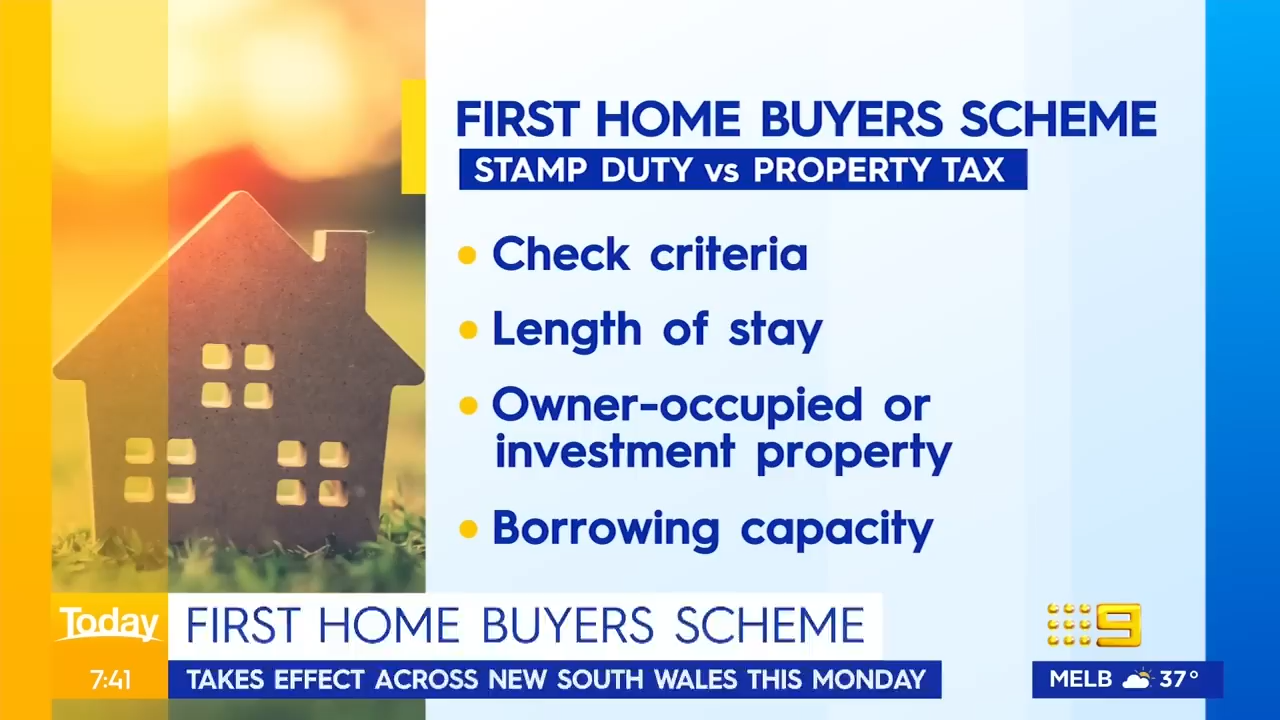 FIRST HOME BUYERS SCHEME
STAMP DUTY vs PROPERTY TAX
Check criteria
Length of stay
Owner-occupied or
investment property
Borrowing capacity
Today
FIRST HOME BUYERS SCHEME
9
7:41
TAKES EFFECT ACROSS NEW SOUTH WALES THIS MONDAY
MELB 37°